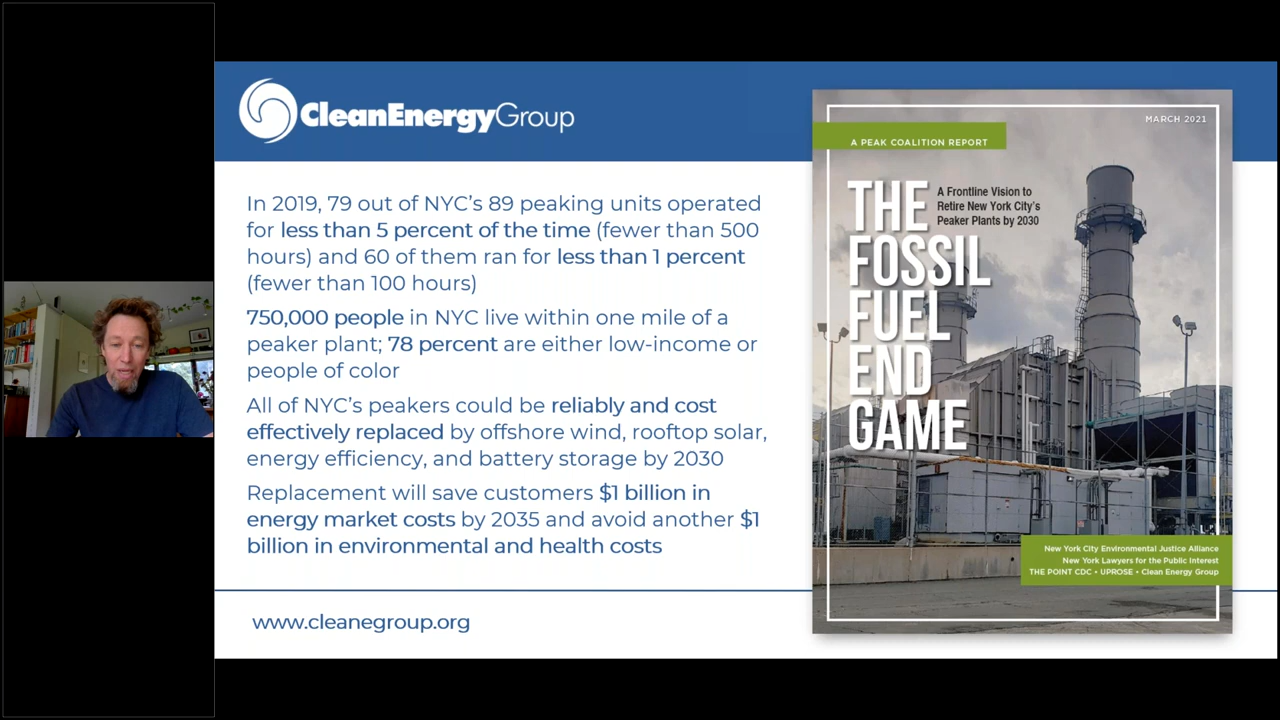 CleanEnergyGroup
In 2019, 79 out of NYC's 89 peaking units operated
for less than 5 percent of the time (fewer than 500
hours) and 60 of them ran for less than 1 percent
(fewer than 100 hours)
750,000 people in NYC live within one mile of a
peaker plant; 78 percent are either low-income or
people of color
All of NYC's peakers could be reliably and cost
effectively replaced by offshore wind, rooftop solar,
energy efficiency, and battery storage by 2030
Replacement will save customers $1 billion in
energy market costs by 2035 and avoid another $1
billion in environmental and health costs
www.cleanegroup.org
MARCH 2021
A PEAK COALITION REPORT
THE
FOSSIL
FUEL
END
GAME
A Frontline Vision to
Retire New York City's
Peaker Plants by 2030
New York City Environmental Justice Alliance
New York Lawyers for the Public Interest
THE POINT CDC • UPROSE • Clean Energy Group